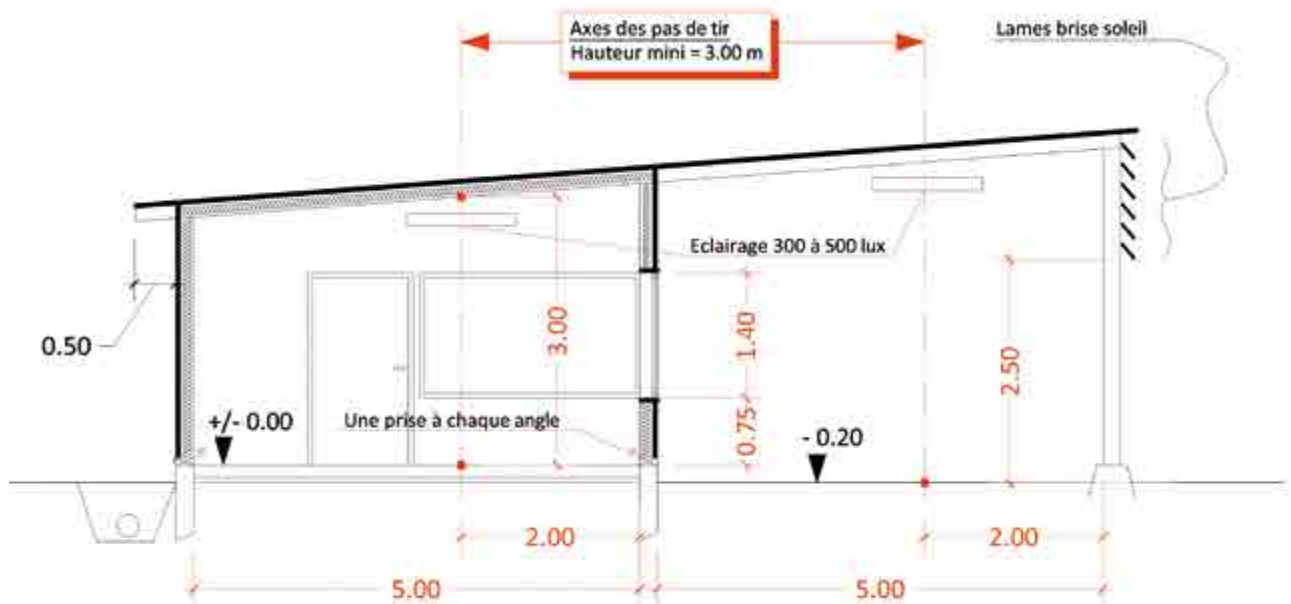 Axes des pas de tir
Hauteur mini = 3.00 m
Lames brise soleil
Eclairage 300 à 500 lux
0.50
3.00
1.40
2.50
+/- 0.00
Une prise à chaque angle
0.75
- 0.20
2.00
2.00
5.00
5.00